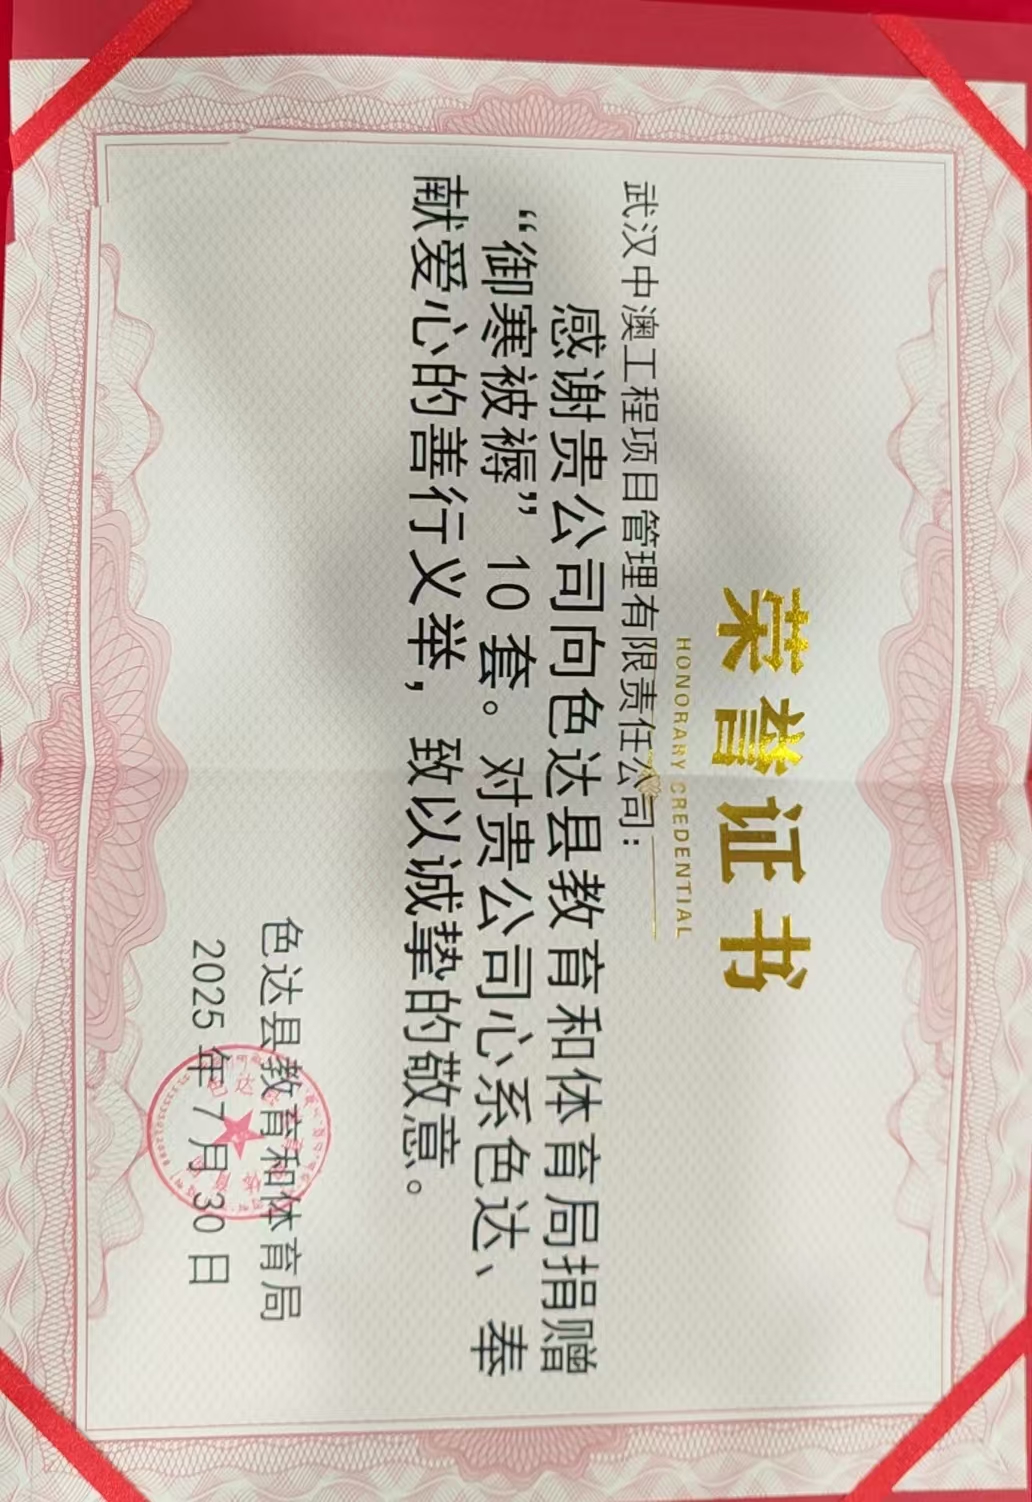 荣誉证书
HONORARY CREDENTIAL
武汉中澳工程项目管理有限责任公司：
感谢贵公司向色达县教育和体育局捐赠
“御寒被褥”10套。对贵公司心系色达、奉
献爱心的善行义举，致以诚挚的敬意。
色达县教育和体育局
2025年7月30日